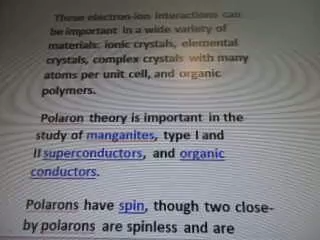 These electron-ion interactions can
be important in a wide variety of
materials: ionic crystals, elemental
crystals, complex crystals with many
atoms per unit cell, and organic
polymers.
Polaron theory is important in the
study of manganites, type I and
II superconductors, and organic
conductors.
Polarons have spin, though two close-
by polarons are spinless and are